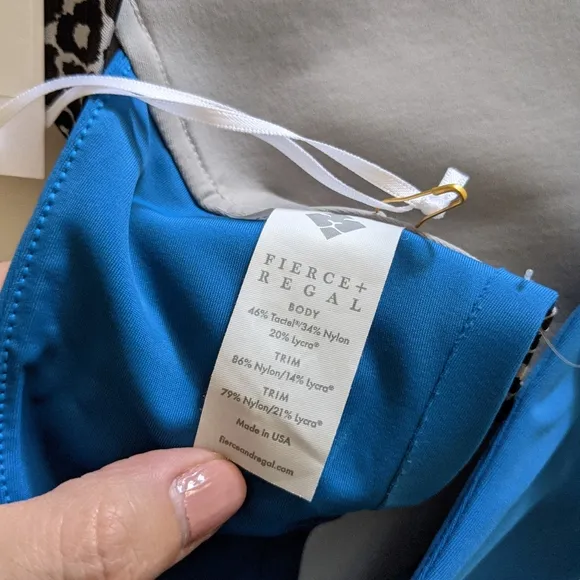 FIERCE+
REGAL
BODY
46% Tactel®/34% Nylon
20% Lycra®
TRIM
86% Nylon/14% Lycra®
TRIM
79% Nylon/21% Lycra®
Made in USA
fierceandregal.com